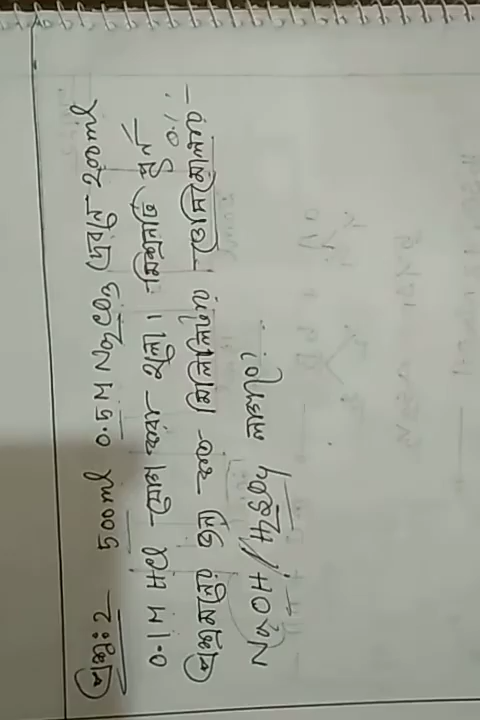 প্রশ্ন: 2 500ml 0.5M Na₂CO₃ দ্রবণে 200ml
0.1M HCl যোগ করা হলো। মিশ্রণটি পূর্ণ
প্রশমনের জন্য কত মিলিলিটার 0.1
NaOH / H₂SO₄ লাগবে?